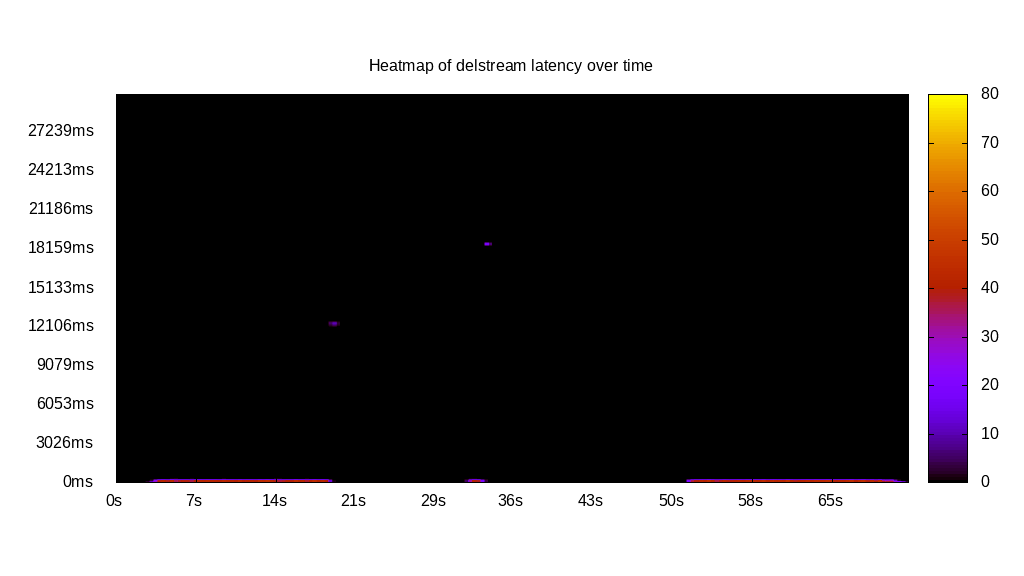 Heatmap of delstream latency over time
27239ms
24213ms
21186ms
18159ms
15133ms
12106ms
9079ms
6053ms
3026ms
0ms
0s 7s 14s 21s 29s 36s 43s 50s 58s 65s
80
70
60
50
40
30
20
10
0